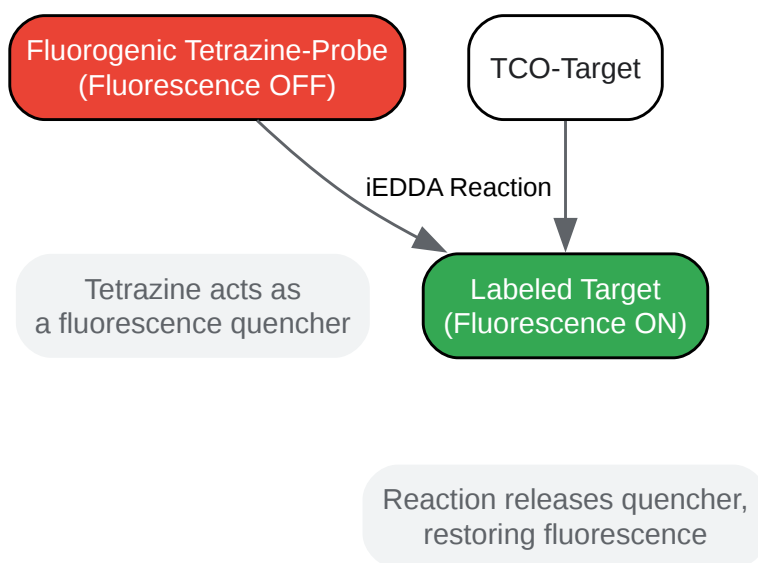 Fluorogenic Tetrazine-Probe
(Fluorescence OFF)
TCO-Target
iEDDA Reaction
Tetrazine acts as
a fluorescence quencher
Labeled Target
(Fluorescence ON)
Reaction releases quencher,
restoring fluorescence